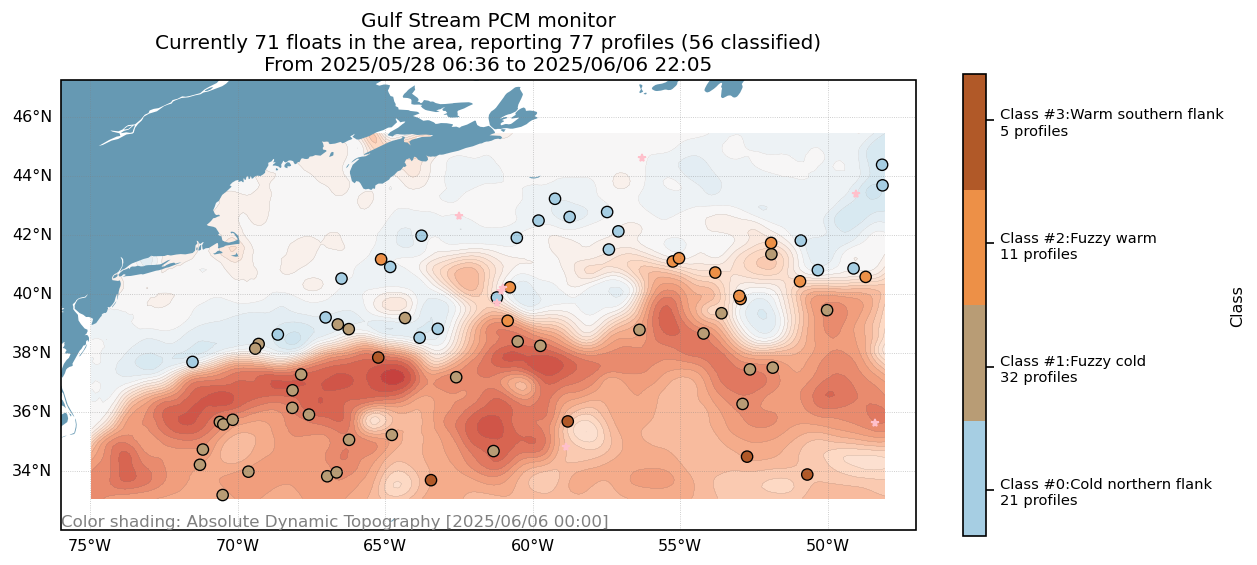 Gulf Stream PCM monitor
Currently 71 floats in the area, reporting 77 profiles (56 classified)
From 2025/05/28 06:36 to 2025/06/06 22:05
46°N
44°N
42°N
40°N
38°N
36°N
34°N
Color shading: Absolute Dynamic Topography [2025/06/06 00:00]
75°W
70°W
65°W
60°W
55°W
50°W
Class #3:Warm southern flank
5 profiles
Class #2:Fuzzy warm
11 profiles
Class #1:Fuzzy cold
32 profiles
Class #0:Cold northern flank
21 profiles
Class